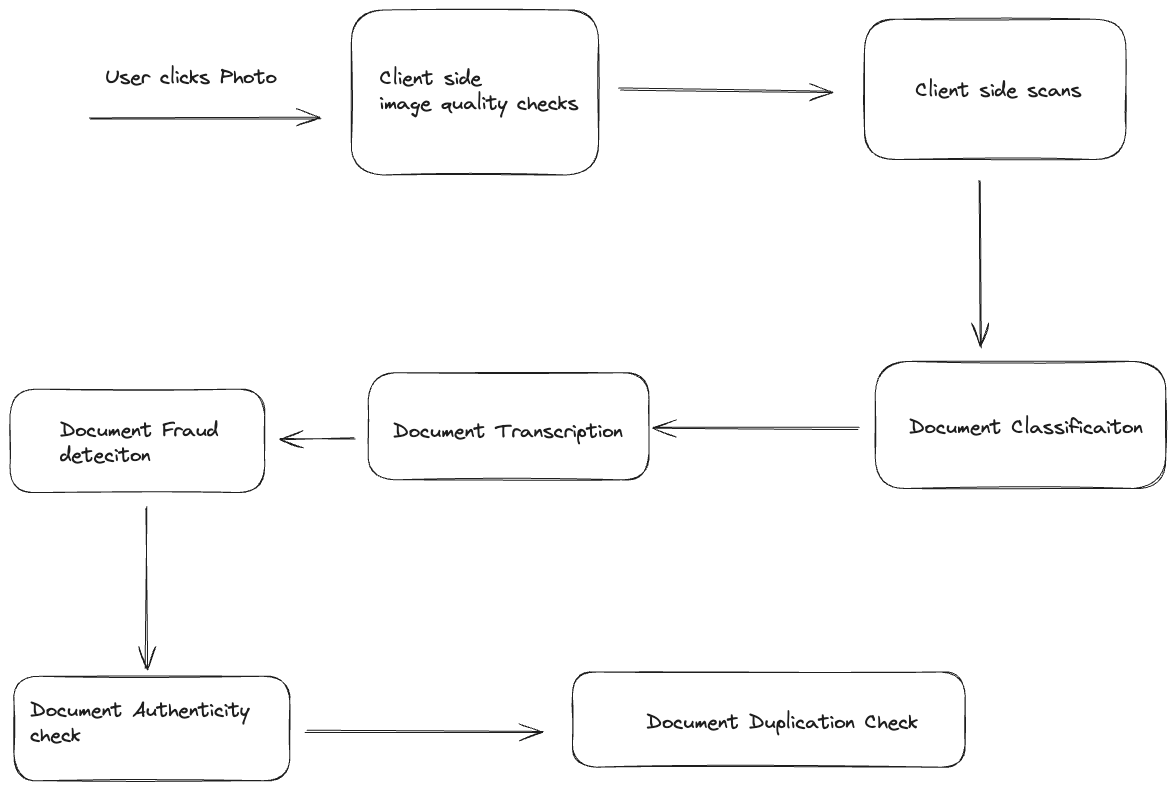 User clicks Photo
Client side
image quality checks
Client side scans
Document Classificaiton
Document Transcription
Document Fraud
deteciton
Document Authenticity
check
Document Duplication Check